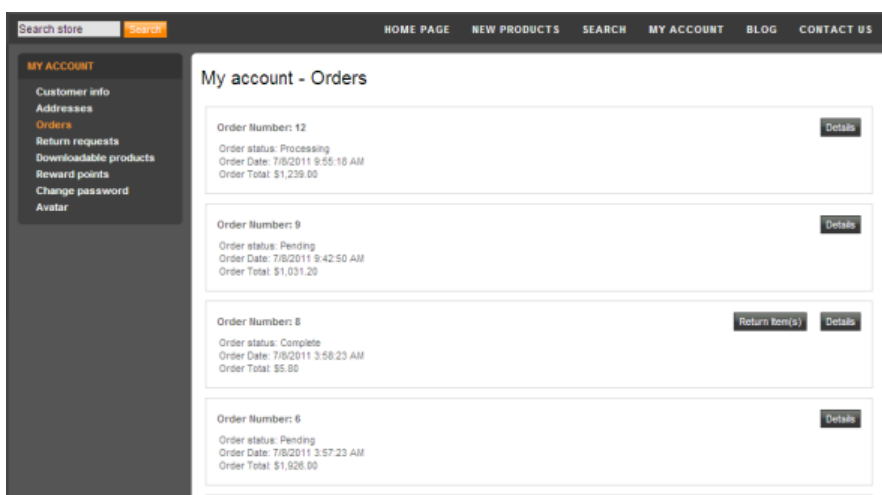 Search store
Search
HOME PAGE NEW PRODUCTS SEARCH MY ACCOUNT BLOG CONTACT US
MY ACCOUNT
Customer info
Addresses
Orders
Return requests
Downloadable products
Reward points
Change password
Avatar
My account - Orders
Order Number: 12
Details
Order status: Processing
Order Date: 7/8/2011 9:55:18 AM
Order Total: $1,239.00
Order Number: 9
Details
Order status: Pending
Order Date: 7/8/2011 9:42:50 AM
Order Total: $1,031.20
Order Number: 8
Return Item(s) Details
Order status: Complete
Order Date: 7/8/2011 3:58:23 AM
Order Total: $5.80
Order Number: 6
Details
Order status: Pending
Order Date: 7/8/2011 3:57:23 AM
Order Total: $1,926.00